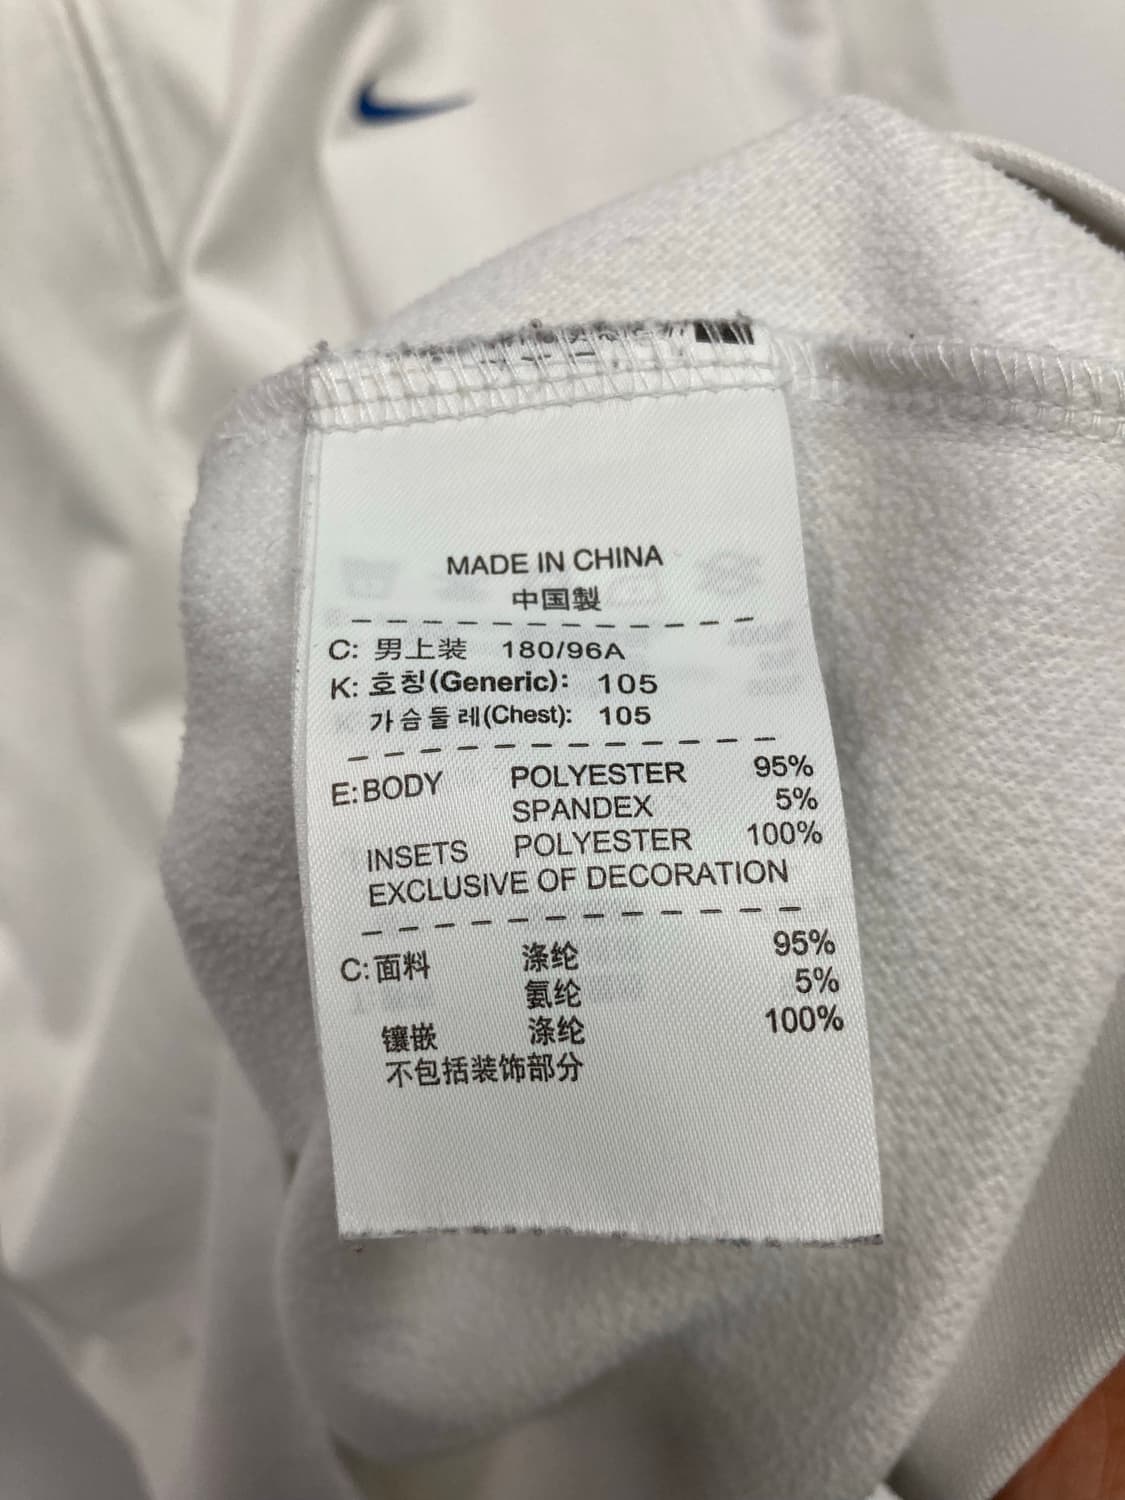 MADE IN CHINA
中国製
C: 男上装 180/96A
K: 호칭(Generic): 105
가슴둘레(Chest): 105
E: BODY POLYESTER 95%
SPANDEX 5%
INSETS POLYESTER 100%
EXCLUSIVE OF DECORATION
C: 面料 涤纶 95%
氨纶 5%
镶嵌 涤纶 100%
不包括装饰部分